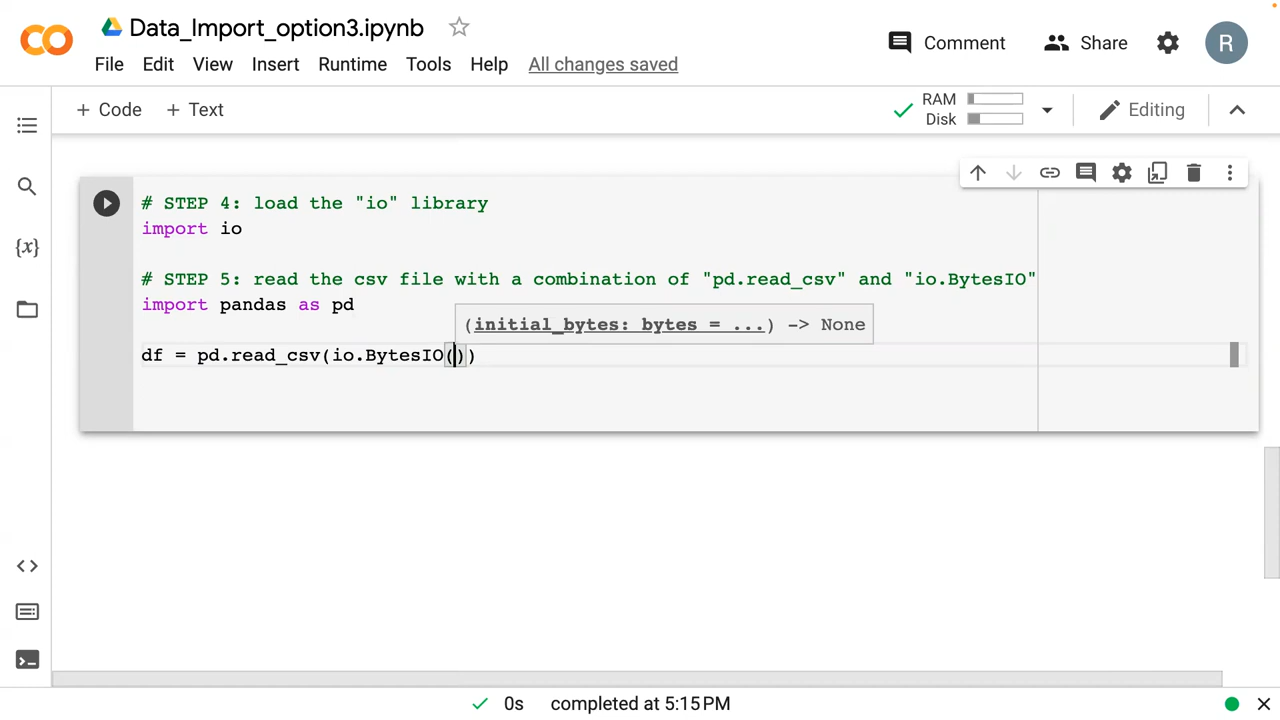 Data_Import_option3.ipynb
Comment
Share
R
File Edit View Insert Runtime Tools Help All changes saved
+ Code + Text
RAM
Disk
Editing
{x}
# STEP 4: load the "io" library
import io
# STEP 5: read the csv file with a combination of "pd.read_csv" and "io.BytesIO"
import pandas as pd
(initial_bytes: bytes = ...) -> None
df = pd.read_csv(io.BytesIO())
0s completed at 5:15 PM